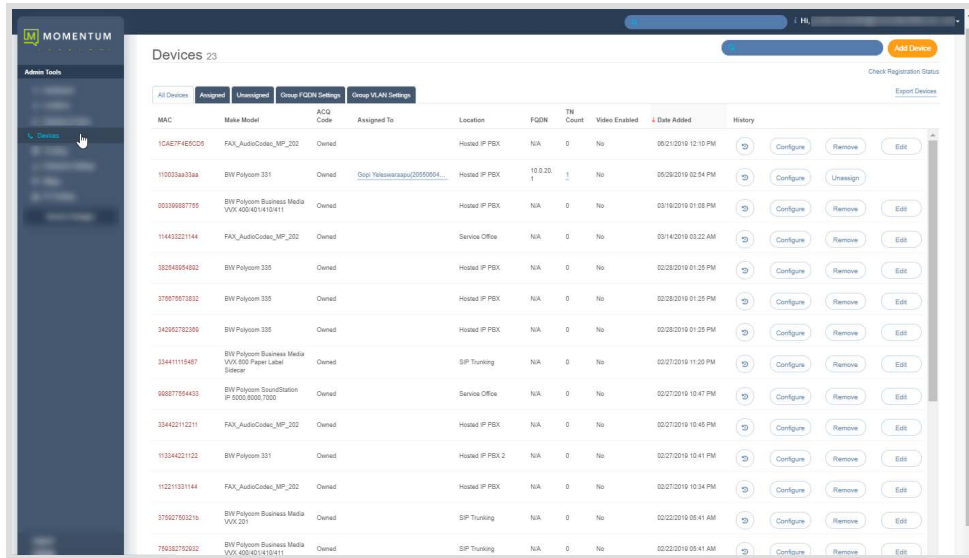 Hi,
M MOMENTUM
Admin Tools
Devices
Devices 23
Add Device
Check Registration Status
Export Devices
All Devices Assigned Unassigned Group FQDN Settings Group VLAN Settings
MAC Make Model ACQ Code Assigned To Location FQDN TN Count Video Enabled ↓ Date Added History
1CAE7F4E5CD5 FAX_AudioCodec_MP_202 Owned Hosted IP PBX N/A 0 No 06/21/2019 12:10 PM Configure Remove Edit
110033aa33aa BW Polycom 331 Owned Hosted IP PBX 10.0.20.1 1 No 05/29/2019 02:54 PM Configure Unassign
003399887766 BW Polycom Business Media VVX 400/401/410/411 Owned Hosted IP PBX N/A 0 No 03/19/2019 01:08 PM Configure Remove Edit
114433221144 FAX_AudioCodec_MP_202 Owned Service Office N/A 0 No 03/14/2019 03:22 AM Configure Remove Edit
BW Polycom 335 Owned Hosted IP PBX N/A 0 No 02/28/2019 01:25 PM Configure Remove Edit
BW Polycom 335 Owned Hosted IP PBX N/A 0 No 02/28/2019 01:25 PM Configure Remove Edit
342952782369 BW Polycom 335 Owned Hosted IP PBX N/A 0 No 02/28/2019 01:25 PM Configure Remove Edit
334411115467 BW Polycom Business Media VVX 600 Paper Label Sidecar Owned SIP Trunking N/A 0 No 02/27/2019 11:20 PM Configure Remove Edit
998877554433 BW Polycom SoundStation IP 5000,6000,7000 Owned Service Office N/A 0 No 02/27/2019 10:47 PM Configure Remove Edit
334422112211 FAX_AudioCodec_MP_202 Owned Hosted IP PBX N/A 0 No 02/27/2019 10:45 PM Configure Remove Edit
113344221122 BW Polycom 331 Owned Hosted IP PBX 2 N/A 0 No 02/27/2019 10:41 PM Configure Remove Edit
112211331144 FAX_AudioCodec_MP_202 Owned Hosted IP PBX N/A 0 No 02/27/2019 10:34 PM Configure Remove Edit
37592750321b BW Polycom Business Media VVX 201 Owned SIP Trunking N/A 0 No 02/22/2019 05:41 AM Configure Remove Edit
759382752932 BW Polycom Business Media VVX 400/401/410/411 Owned SIP Trunking N/A 0 No 02/22/2019 05:41 AM Configure Remove Edit